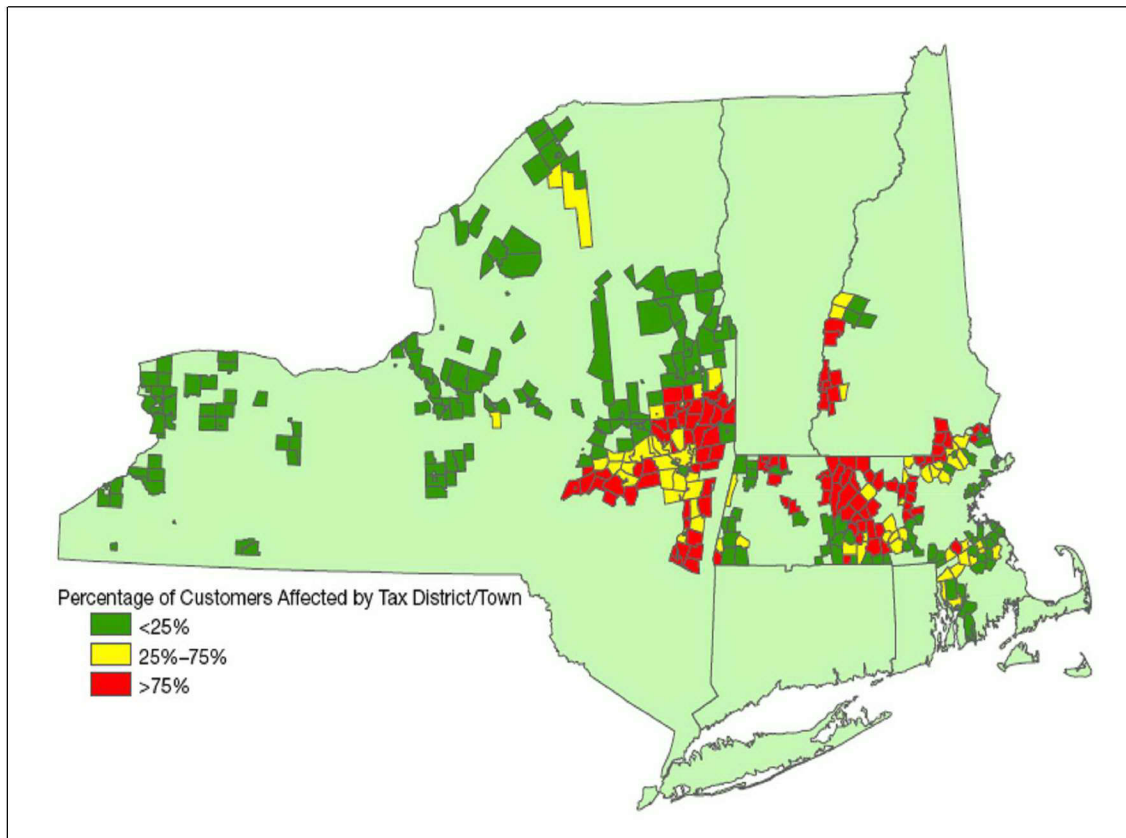 Percentage of Customers Affected by Tax District/Town
<25%
25%–75%
>75%